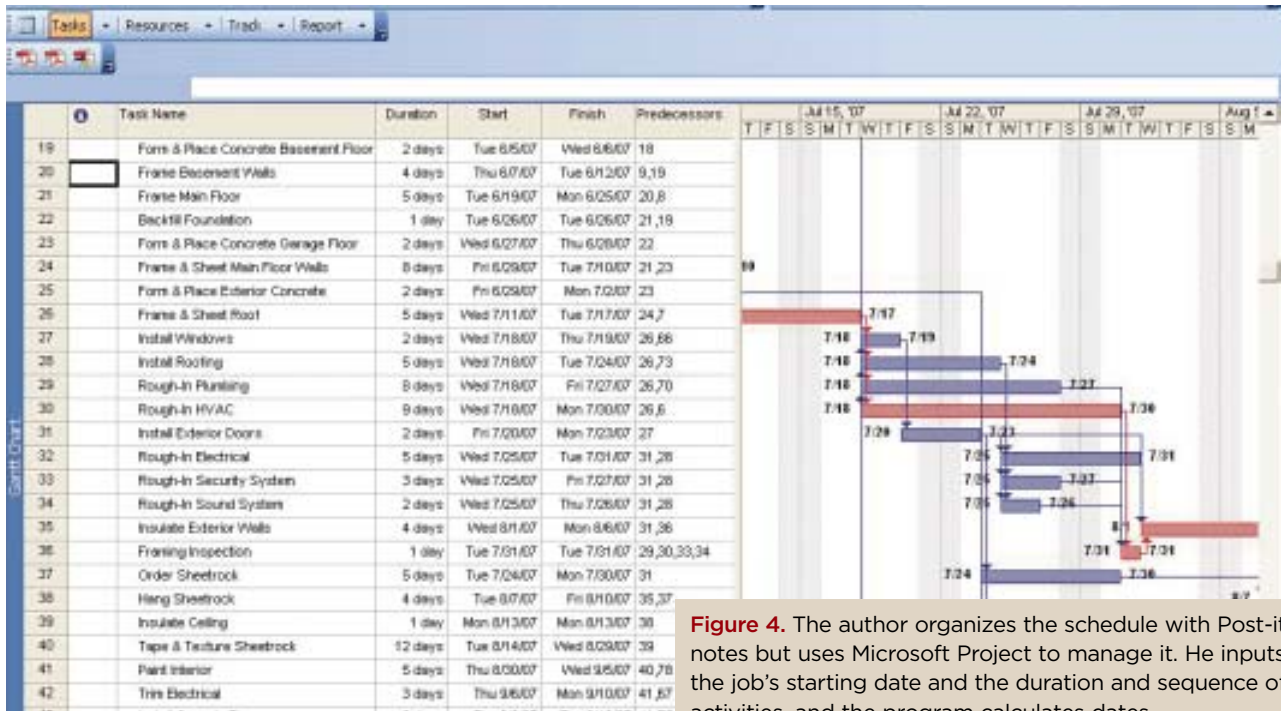 Tasks Resources Track Report
Task Name Duration Start Finish Predecessors Jul 15, '07 Jul 22, '07 Jul 29, '07 Aug
T F S S M T W T F S S M T W T F S S M T W T F S S M
19 Form & Place Concrete Basement Floor 2 days Tue 6/5/07 Wed 6/6/07 18
20 Frame Basement Walls 4 days Thu 6/7/07 Tue 6/12/07 9,19
21 Frame Main Floor 5 days Tue 6/19/07 Mon 6/25/07 20,8
22 Backfill Foundation 1 day Tue 6/26/07 Tue 6/26/07 21,19
23 Form & Place Concrete Garage Floor 2 days Wed 6/27/07 Thu 6/28/07 22
24 Frame & Sheet Main Floor Walls 8 days Fri 6/29/07 Tue 7/10/07 21,23
25 Form & Place Exterior Concrete 2 days Fri 6/29/07 Mon 7/2/07 23
26 Frame & Sheet Roof 5 days Wed 7/11/07 Tue 7/17/07 24,7 7/17
27 Install Windows 2 days Wed 7/18/07 Thu 7/19/07 26,66 7/18 7/19
28 Install Roofing 5 days Wed 7/18/07 Tue 7/24/07 26,73 7/18 7/24
29 Rough-In Plumbing 8 days Wed 7/18/07 Fri 7/27/07 26,70 7/18 7/27
30 Rough-In HVAC 9 days Wed 7/18/07 Mon 7/30/07 26,6 7/18 7/30
31 Install Exterior Doors 2 days Fri 7/20/07 Mon 7/23/07 27 7/20 7/23
32 Rough-In Electrical 5 days Wed 7/25/07 Tue 7/31/07 31,28 7/25 7/31
33 Rough-In Security System 3 days Wed 7/25/07 Fri 7/27/07 31,28 7/25 7/27
34 Rough-In Sound System 2 days Wed 7/25/07 Thu 7/26/07 31,28 7/25 7/26
35 Insulate Exterior Walls 4 days Wed 8/1/07 Mon 8/6/07 31,36 8/1
36 Framing Inspection 1 day Tue 7/31/07 Tue 7/31/07 29,30,33,34 7/31 7/31
37 Order Sheetrock 5 days Tue 7/24/07 Mon 7/30/07 31 7/24 7/30
38 Hang Sheetrock 4 days Tue 8/7/07 Fri 8/10/07 35,37 8/7
39 Insulate Ceiling 1 day Mon 8/13/07 Mon 8/13/07 38
40 Tape & Texture Sheetrock 12 days Tue 8/14/07 Wed 8/29/07 39
41 Paint Interior 5 days Thu 8/30/07 Wed 9/5/07 40,78
42 Trim Electrical 3 days Thu 9/6/07 Mon 9/10/07 41,67
Gantt Chart
Figure 4. The author organizes the schedule with Post-it
notes but uses Microsoft Project to manage it. He inputs
the job's starting date and the duration and sequence of
activities, and the program calculates dates.